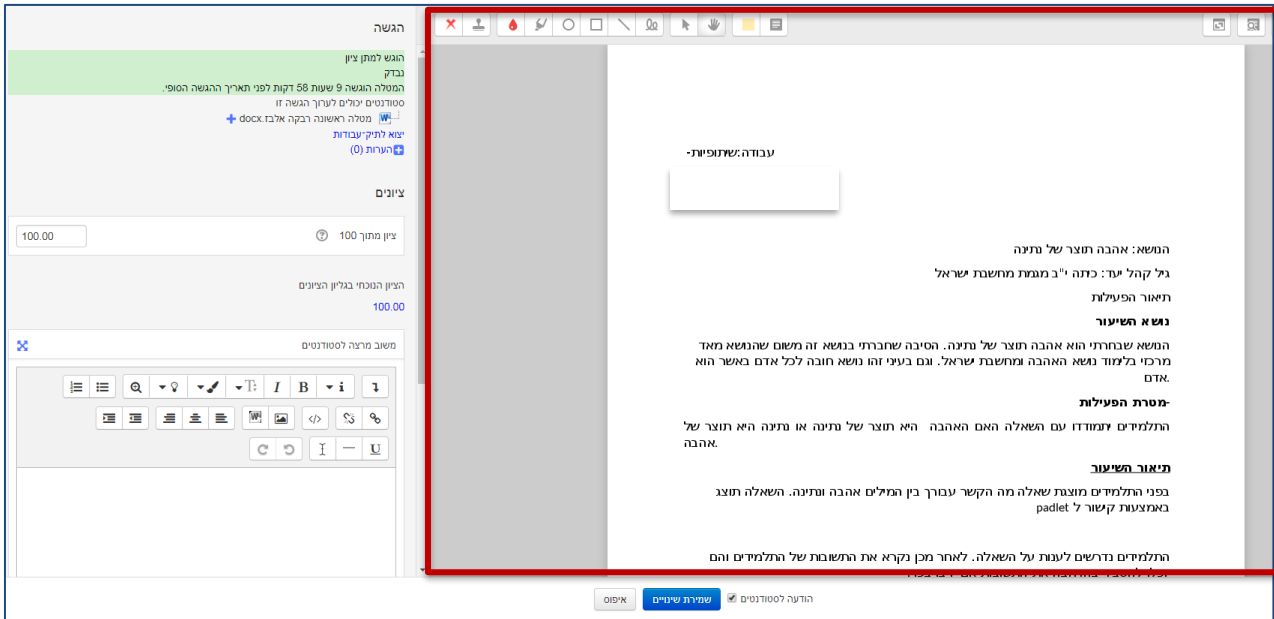 הגשה
הוגש למתן ציון
נבדק
המטלה הוגשה 9 שעות 58 דקות לפני תאריך ההגשה הסופי.
סטודנטים יכולים לערוך הגשה זו
מטלה ראשונה רבקה אלבז.docx
יצוא לתיק־עבודות
הערות (0)
ציונים
ציון מתוך 100
100.00
הציון הנוכחי בגליון הציונים
100.00
משוב מרצה לסטודנטים
עבודה:שיתופיות-
הנושא: אהבה תוצר של נתינה
גיל קהל יעד: כיתה י"ב מגמת מחשבת ישראל
תיאור הפעילות
נושא השיעור
הנושא שבחרתי הוא אהבה תוצר של נתינה. הסיבה שחברתי בנושא זה משום שהנושא מאד
מרכזי בלימוד נושא האהבה ומחשבת ישראל. וגם בעיני זהו נושא חובה לכל אדם באשר הוא
אדם.
מטרת הפעילות-
התלמידים יתמודדו עם השאלה האם האהבה היא תוצר של נתינה או נתינה היא תוצר של
אהבה.
תיאור השיעור
בפני התלמידים מוצגת שאלה מה הקשר עבורך בין המילים אהבה ונתינה. השאלה תוצג
באמצעות קישור ל padlet
התלמידים נדרשים לענות על השאלה. לאחר מכן נקרא את התשובות של התלמידים והם
הודעה לסטודנטים
שמירת שינויים
איפוס